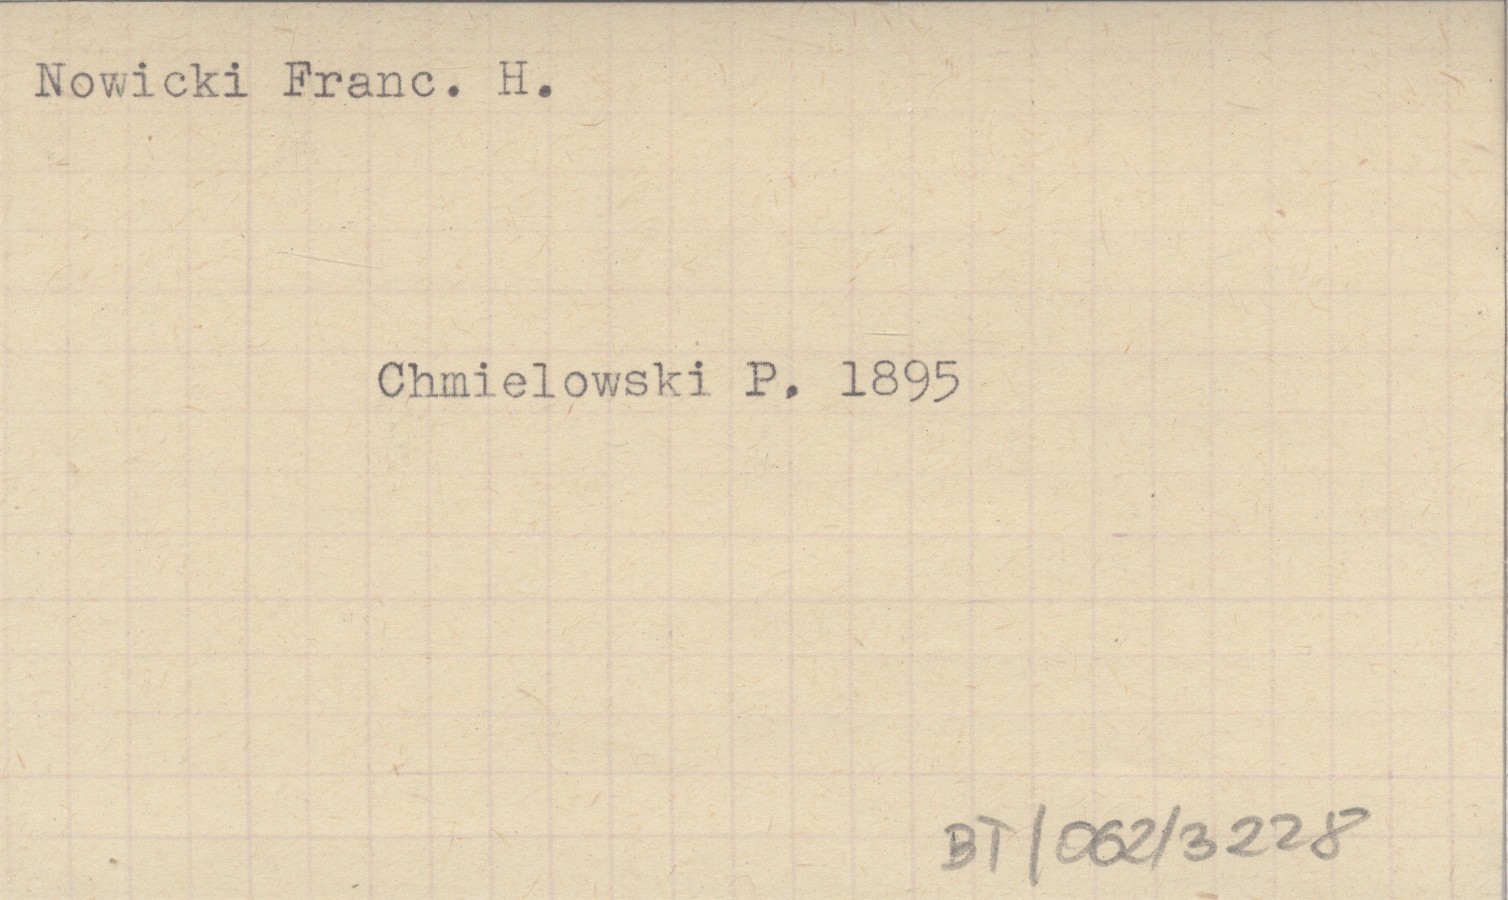 Nowicki Franc. H.
Chmielowski P. 1895
BT/062/3228